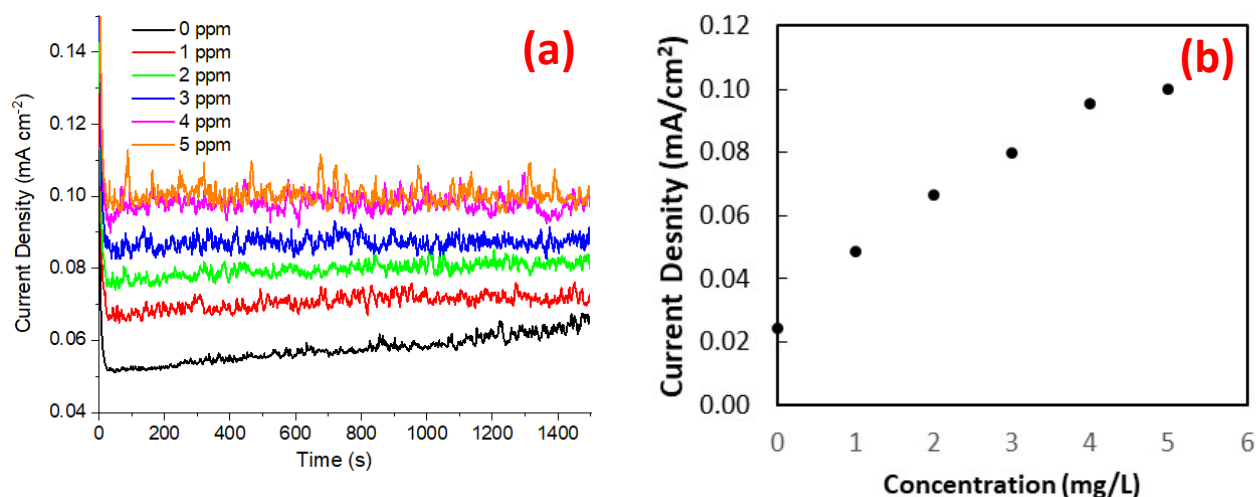 (a)
0 ppm
1 ppm
2 ppm
3 ppm
4 ppm
5 ppm
Current Density (mA cm⁻²)
0.14
0.12
0.10
0.08
0.06
0.04
0 200 400 600 800 1000 1200 1400
Time (s)
(b)
Current Desnity (mA/cm²)
0.12
0.10
0.08
0.06
0.04
0.02
0.00
0 1 2 3 4 5 6
Concentration (mg/L)